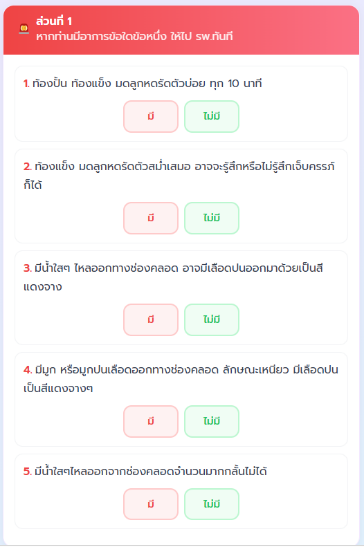 ส่วนที่ 1
หากท่านมีอาการข้อใดข้อหนึ่ง ให้ไป รพ.ทันที
1. ท้องปั้น ท้องแข็ง มดลูกหดรัดตัวบ่อย ทุก 10 นาที
มี
ไม่มี
2. ท้องแข็ง มดลูกหดรัดตัวสม่ำเสมอ อาจจะรู้สึกหรือไม่รู้สึกเจ็บครรภ์
ก็ได้
มี
ไม่มี
3. มีน้ำใสๆ ไหลออกทางช่องคลอด อาจมีเลือดปนออกมาด้วยเป็นสี
แดงจาง
มี
ไม่มี
4. มีมูก หรือมูกปนเลือดออกทางช่องคลอด ลักษณะเหนียว มีเลือดปน
เป็นสีแดงจางๆ
มี
ไม่มี
5. มีน้ำใสๆไหลออกจากช่องคลอดจำนวนมากกลั้นไม่ได้
มี
ไม่มี